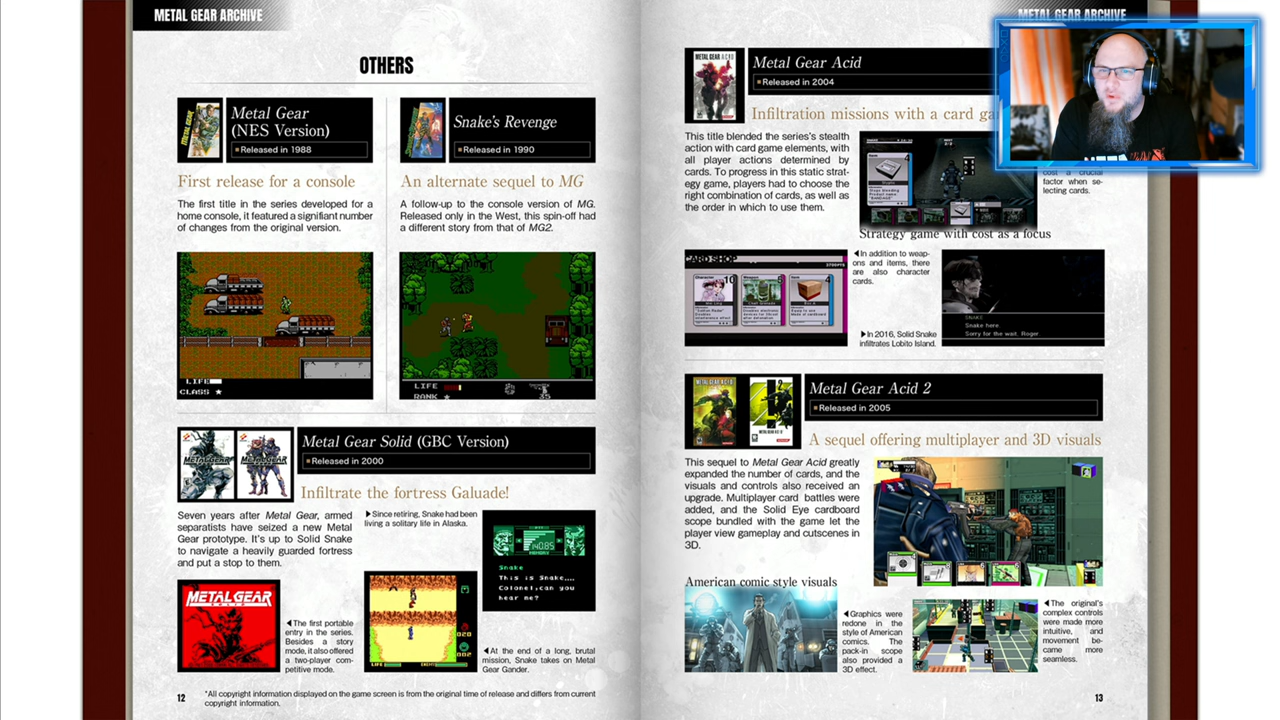 METAL GEAR ARCHIVE
OTHERS
Metal Gear
(NES Version)
Released in 1988
First release for a console
The first title in the series developed for a
home console, it featured a signifiant number
of changes from the original version.
LIFE
CLASS ★
Snake's Revenge
Released in 1990
An alternate sequel to MG
A follow-up to the console version of MG.
Released only in the West, this spin-off had
a different story from that of MG2.
LIFE
RANK ★
35
Metal Gear Solid (GBC Version)
Released in 2000
Infiltrate the fortress Galuade!
Seven years after Metal Gear, armed
separatists have seized a new Metal
Gear prototype. It's up to Solid Snake
to navigate a heavily guarded fortress
and put a stop to them.
▶Since retiring, Snake had been
living a solitary life in Alaska.
140.85
Snake
This is Snake....
Colonel,can you
hear me?
METAL GEAR
◀The first portable
entry in the series.
Besides a story
mode, it also offered
a two-player com-
petitive mode.
LIFE
◀At the end of a long, brutal
mission, Snake takes on Metal
Gear Gander.
12
*All copyright information displayed on the game screen is from the original time of release and differs from current
copyright information.
METAL GEAR ARCHIVE
METAL GEAR ACID
Metal Gear Acid
Released in 2004
Infiltration missions with a card
This title blended the series's stealth
action with card game elements, with
all player actions determined by
cards. To progress in this static strat-
egy game, players had to choose the
right combination of cards, as well as
the order in which to use them.
cost a crucial
factor when se-
lecting cards.
Strategy game with cost as a focus
CARD SHOP
◀In addition to weap-
ons and items, there
are also character
cards.
▶In 2016, Solid Snake
infiltrates Lobito Island.
SNAKE
Snake here.
Sorry for the wait, Roger.
Metal Gear Acid 2
Released in 2005
A sequel offering multiplayer and 3D visuals
This sequel to Metal Gear Acid greatly
expanded the number of cards, and the
visuals and controls also received an
upgrade. Multiplayer card battles were
added, and the Solid Eye cardboard
scope bundled with the game let the
player view gameplay and cutscenes in
3D.
American comic style visuals
◀Graphics were
redone in the
style of American
comics. The
pack-in scope
also provided a
3D effect.
◀The original's
complex controls
were made more
intuitive, and
movement be-
came more
seamless.
13